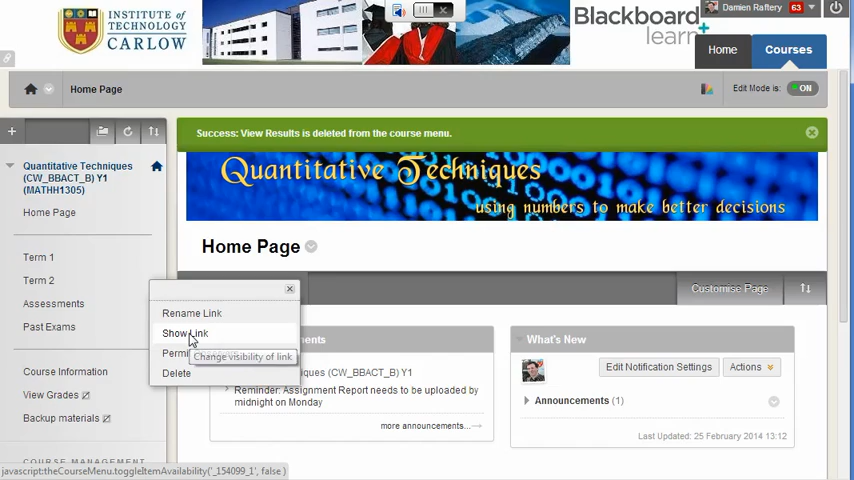 INSTITUTE of
TECHNOLOGY
CARLOW
Blackboard
learn+
Damien Raftery 63
Home
Courses
Home Page
Edit Mode is: ON
Success: View Results is deleted from the course menu.
Quantitative Techniques
(CW_BBACT_B) Y1
(MATHH1305)
Home Page
Term 1
Term 2
Assessments
Past Exams
Course Information
View Grades
Backup materials
COURSE MANAGEMENT
Quantitative Techniques
using numbers to make better decisions
Home Page
Customise Page
Rename Link
Show Link
Change visibility of link
Delete
What's New
Edit Notification Settings
Actions
Announcements (1)
Last Updated: 25 February 2014 13:12
(CW_BBACT_B) Y1
Reminder: Assignment Report needs to be uploaded by
midnight on Monday
more announcements...
javascript:theCourseMenu.toggleItemAvailability('_154099_1', false )